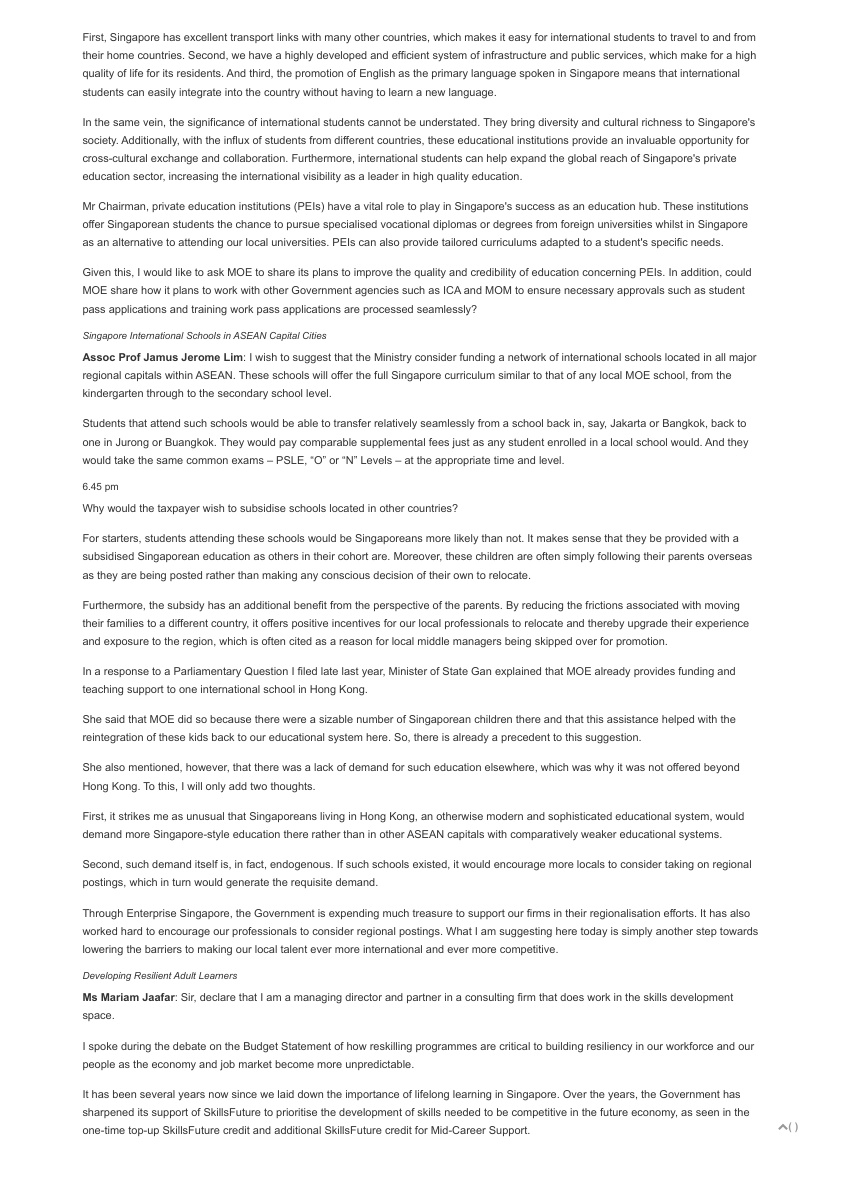 First, Singapore has excellent transport links with many other countries, which makes it easy for international students to travel to and from
their home countries. Second, we have a highly developed and efficient system of infrastructure and public services, which make for a high
quality of life for its residents. And third, the promotion of English as the primary language spoken in Singapore means that international
students can easily integrate into the country without having to learn a new language.
In the same vein, the significance of international students cannot be understated. They bring diversity and cultural richness to Singapore's
society. Additionally, with the influx of students from different countries, these educational institutions provide an invaluable opportunity for
cross-cultural exchange and collaboration. Furthermore, international students can help expand the global reach of Singapore's private
education sector, increasing the international visibility as a leader in high quality education.
Mr Chairman, private education institutions (PEIs) have a vital role to play in Singapore's success as an education hub. These institutions
offer Singaporean students the chance to pursue specialised vocational diplomas or degrees from foreign universities whilst in Singapore
as an alternative to attending our local universities. PEIs can also provide tailored curriculums adapted to a student's specific needs.
Given this, I would like to ask MOE to share its plans to improve the quality and credibility of education concerning PEIs. In addition, could
MOE share how it plans to work with other Government agencies such as ICA and MOM to ensure necessary approvals such as student
pass applications and training work pass applications are processed seamlessly?
Singapore International Schools in ASEAN Capital Cities
Assoc Prof Jamus Jerome Lim: I wish to suggest that the Ministry consider funding a network of international schools located in all major
regional capitals within ASEAN. These schools will offer the full Singapore curriculum similar to that of any local MOE school, from the
kindergarten through to the secondary school level.
Students that attend such schools would be able to transfer relatively seamlessly from a school back in, say, Jakarta or Bangkok, back to
one in Jurong or Buangkok. They would pay comparable supplemental fees just as any student enrolled in a local school would. And they
would take the same common exams – PSLE, “O” or “N” Levels – at the appropriate time and level.
6.45 pm
Why would the taxpayer wish to subsidise schools located in other countries?
For starters, students attending these schools would be Singaporeans more likely than not. It makes sense that they be provided with a
subsidised Singaporean education as others in their cohort are. Moreover, these children are often simply following their parents overseas
as they are being posted rather than making any conscious decision of their own to relocate.
Furthermore, the subsidy has an additional benefit from the perspective of the parents. By reducing the frictions associated with moving
their families to a different country, it offers positive incentives for our local professionals to relocate and thereby upgrade their experience
and exposure to the region, which is often cited as a reason for local middle managers being skipped over for promotion.
In a response to a Parliamentary Question I filed late last year, Minister of State Gan explained that MOE already provides funding and
teaching support to one international school in Hong Kong.
She said that MOE did so because there were a sizable number of Singaporean children there and that this assistance helped with the
reintegration of these kids back to our educational system here. So, there is already a precedent to this suggestion.
She also mentioned, however, that there was a lack of demand for such education elsewhere, which was why it was not offered beyond
Hong Kong. To this, I will only add two thoughts.
First, it strikes me as unusual that Singaporeans living in Hong Kong, an otherwise modern and sophisticated educational system, would
demand more Singapore-style education there rather than in other ASEAN capitals with comparatively weaker educational systems.
Second, such demand itself is, in fact, endogenous. If such schools existed, it would encourage more locals to consider taking on regional
postings, which in turn would generate the requisite demand.
Through Enterprise Singapore, the Government is expending much treasure to support our firms in their regionalisation efforts. It has also
worked hard to encourage our professionals to consider regional postings. What I am suggesting here today is simply another step towards
lowering the barriers to making our local talent ever more international and ever more competitive.
Developing Resilient Adult Learners
Ms Mariam Jaafar: Sir, declare that I am a managing director and partner in a consulting firm that does work in the skills development
space.
I spoke during the debate on the Budget Statement of how reskilling programmes are critical to building resiliency in our workforce and our
people as the economy and job market become more unpredictable.
It has been several years now since we laid down the importance of lifelong learning in Singapore. Over the years, the Government has
sharpened its support of SkillsFuture to prioritise the development of skills needed to be competitive in the future economy, as seen in the
one-time top-up SkillsFuture credit and additional SkillsFuture credit for Mid-Career Support.
( )